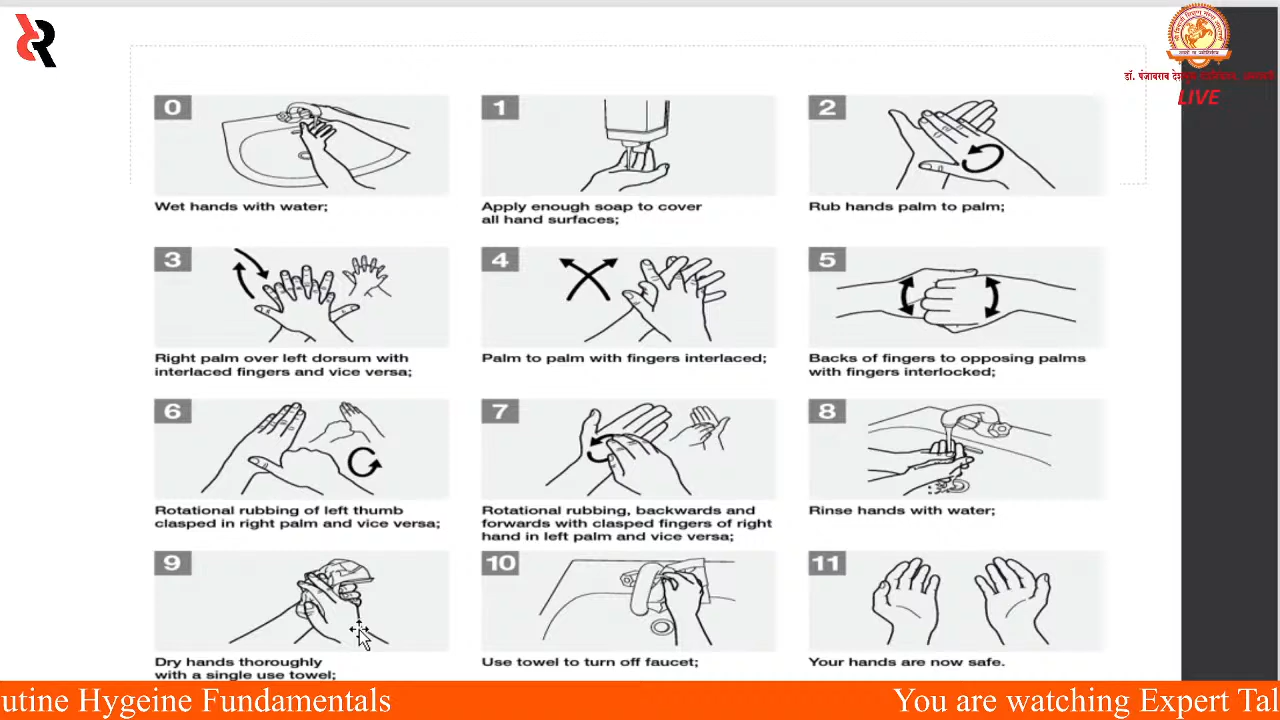 डॉ. पंजाबराव
LIVE
0
Wet hands with water;
1
Apply enough soap to cover
all hand surfaces;
2
Rub hands palm to palm;
3
Right palm over left dorsum with
interlaced fingers and vice versa;
4
Palm to palm with fingers interlaced;
5
Backs of fingers to opposing palms
with fingers interlocked;
6
Rotational rubbing of left thumb
clasped in right palm and vice versa;
7
Rotational rubbing, backwards and
forwards with clasped fingers of right
hand in left palm and vice versa;
8
Rinse hands with water;
9
Dry hands thoroughly
with a single use towel;
10
Use towel to turn off faucet;
11
Your hands are now safe.
utine Hygeine Fundamentals
You are watching Expert Tal